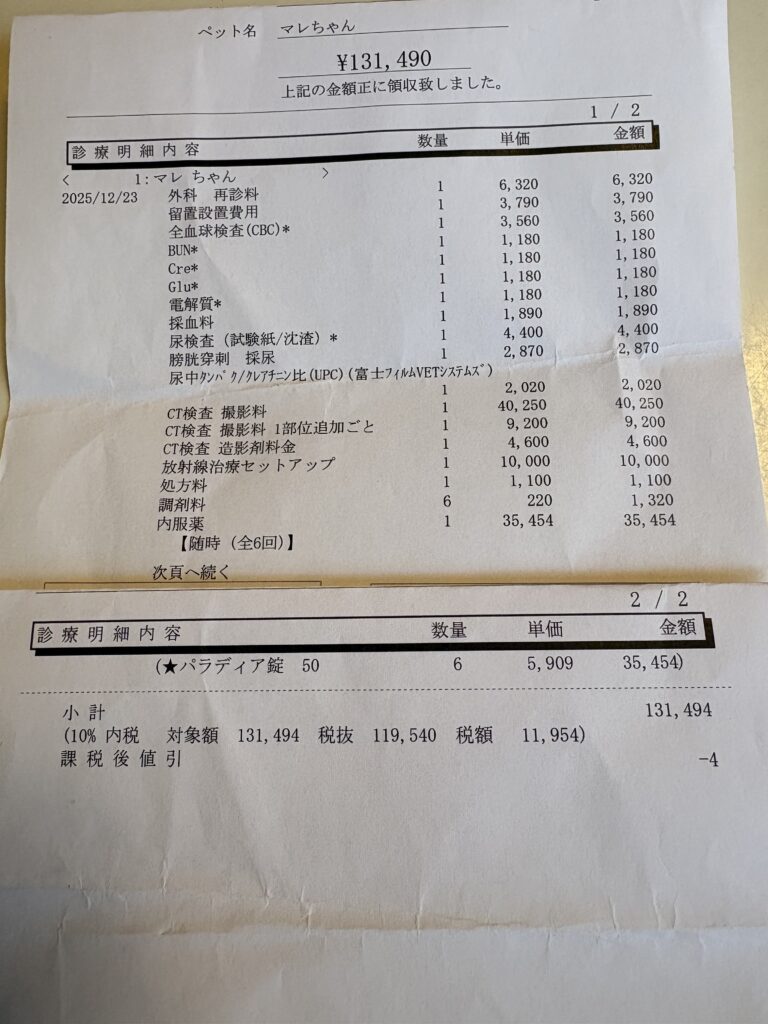 ペット名 マレちゃん
¥131,490
上記の金額正に領収致しました。
1 / 2
診療明細内容 数量 単価 金額
< 1:マレ ちゃん >
2025/12/23 外科 再診料 1 6,320 6,320
留置設置費用 1 3,790 3,790
全血球検査(CBC)* 1 3,560 3,560
BUN* 1 1,180 1,180
Cre* 1 1,180 1,180
Glu* 1 1,180 1,180
電解質* 1 1,180 1,180
採血料 1 1,890 1,890
尿検査 (試験紙/沈渣) * 1 4,400 4,400
膀胱穿刺 採尿 1 2,870 2,870
尿中タンパク/クレアチニン比(UPC)(富士フィルムVETシステムズ)
1 2,020 2,020
CT検査 撮影料 1 40,250 40,250
CT検査 撮影料 1部位追加ごと 1 9,200 9,200
CT検査 造影剤料金 1 4,600 4,600
放射線治療セットアップ 1 10,000 10,000
処方料 1 1,100 1,100
調剤料 6 220 1,320
内服薬 1 35,454 35,454
【随時 (全6回)】
次頁へ続く
2 / 2
診療明細内容 数量 単価 金額
(★パラディア錠 50 6 5,909 35,454)
小計 131,494
(10% 内税 対象額 131,494 税抜 119,540 税額 11,954)
課税後値引 -4